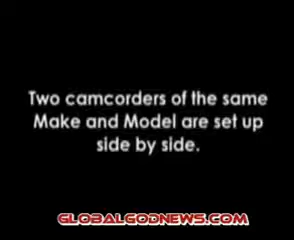 Two camcorders of the same
Make and Model are set up
side by side.
GLOBALGODNEWS.COM